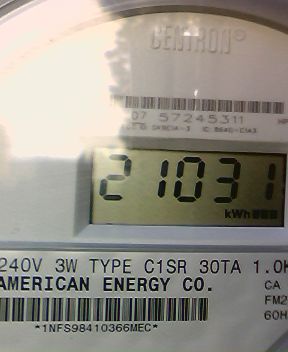 CENTRON®
07 57245311
21031
kWh
240V 3W TYPE C1SR 30TA 1.0K
AMERICAN ENERGY CO.
CA
FM2
60H
*1NFS98410366MEC*